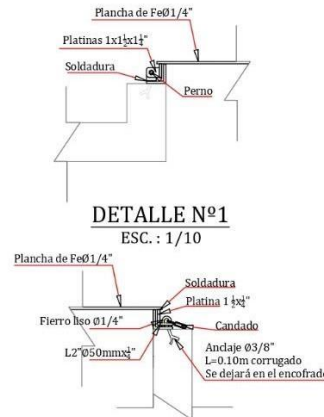 Plancha de FeØ1/4"
Platinas 1x1½x1¼"
Soldadura
Perno
DETALLE Nº1
ESC. : 1/10
Plancha de FeØ1/4"
Soldadura
Platina 1 ½x¼"
Fierro liso Ø1/4"
Candado
L2"Ø50mmx¼"
Anclaje Ø3/8"
L=0.10m corrugado
Se dejará en el encofrado